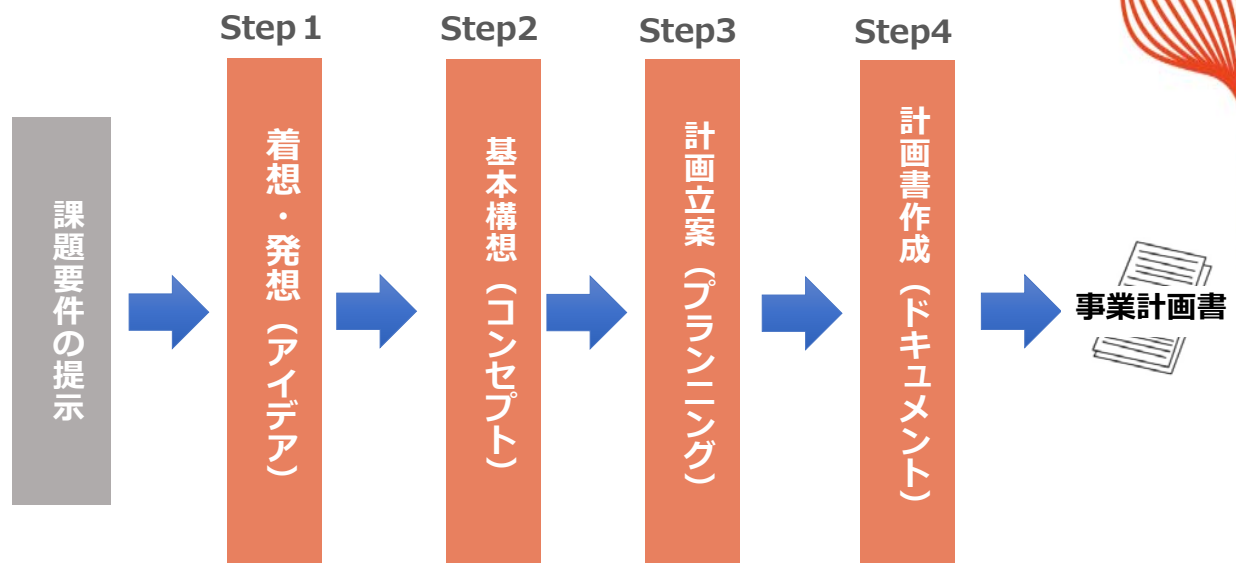 Step 1
Step2
Step3
Step4
課題要件の提示
着想・発想（アイデア）
基本構想（コンセプト）
計画立案（プランニング）
計画書作成（ドキュメント）
事業計画書